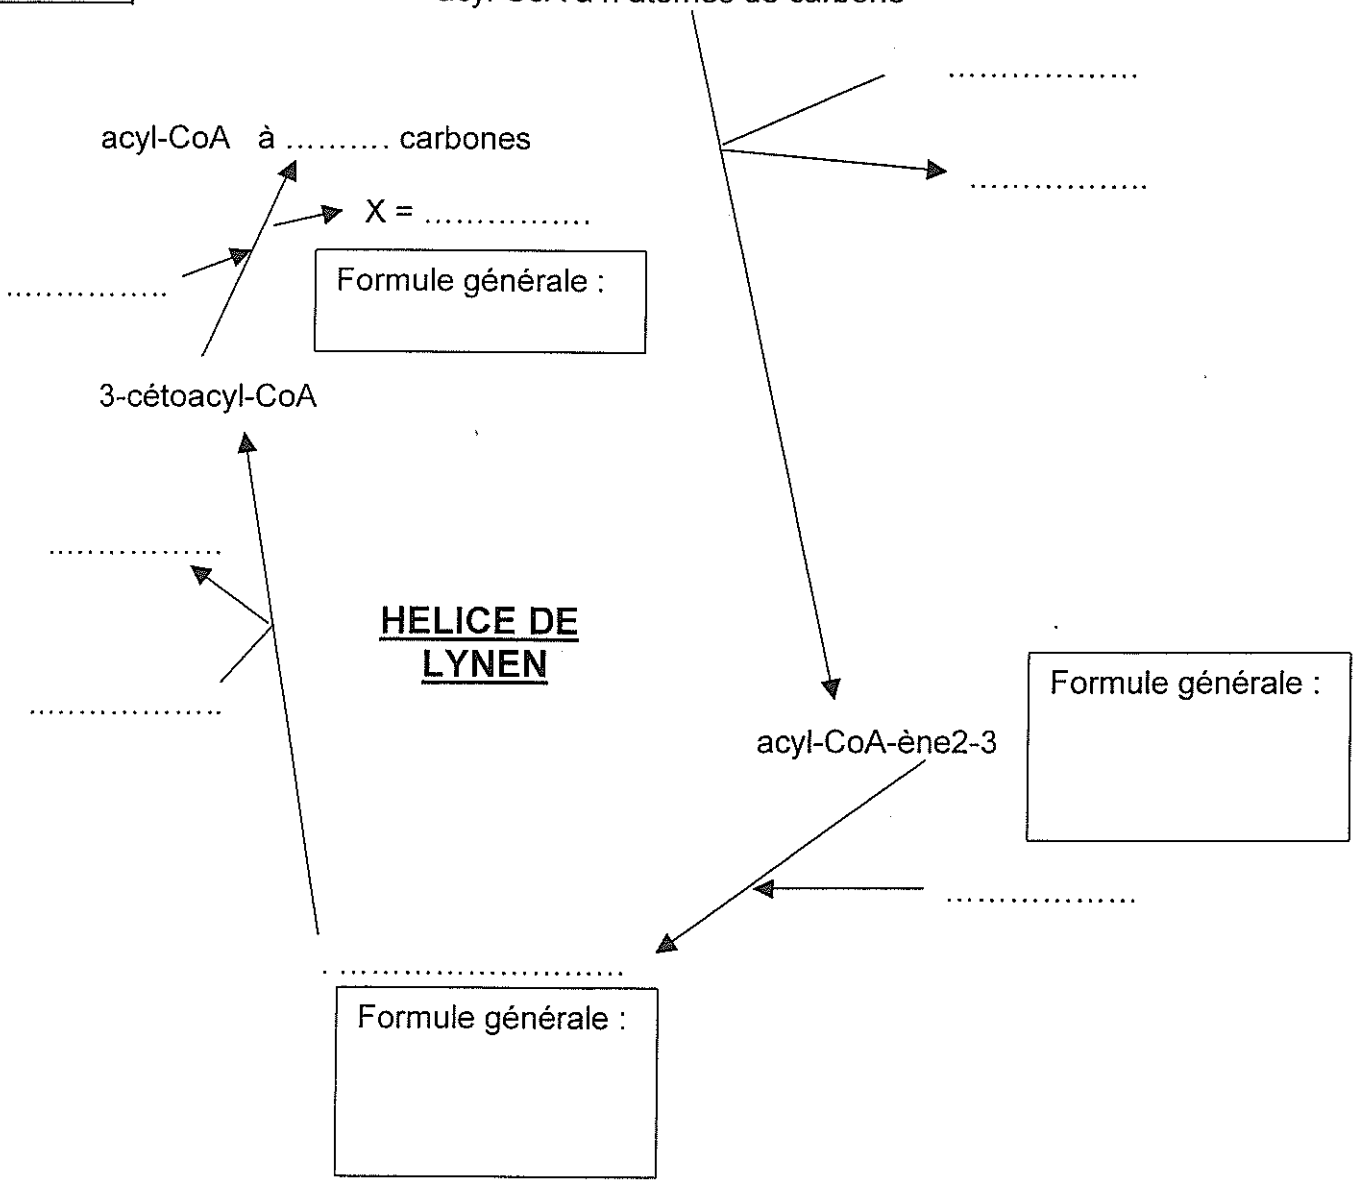 acyl-CoA à n atomes de carbone
..................
acyl-CoA à .......... carbones
.................
X = ................
................
Formule générale :
3-cétoacyl-CoA
.................
HELICE DE
LYNEN
Formule générale :
...................
acyl-CoA-ène2-3
..................
. ............................
Formule générale :